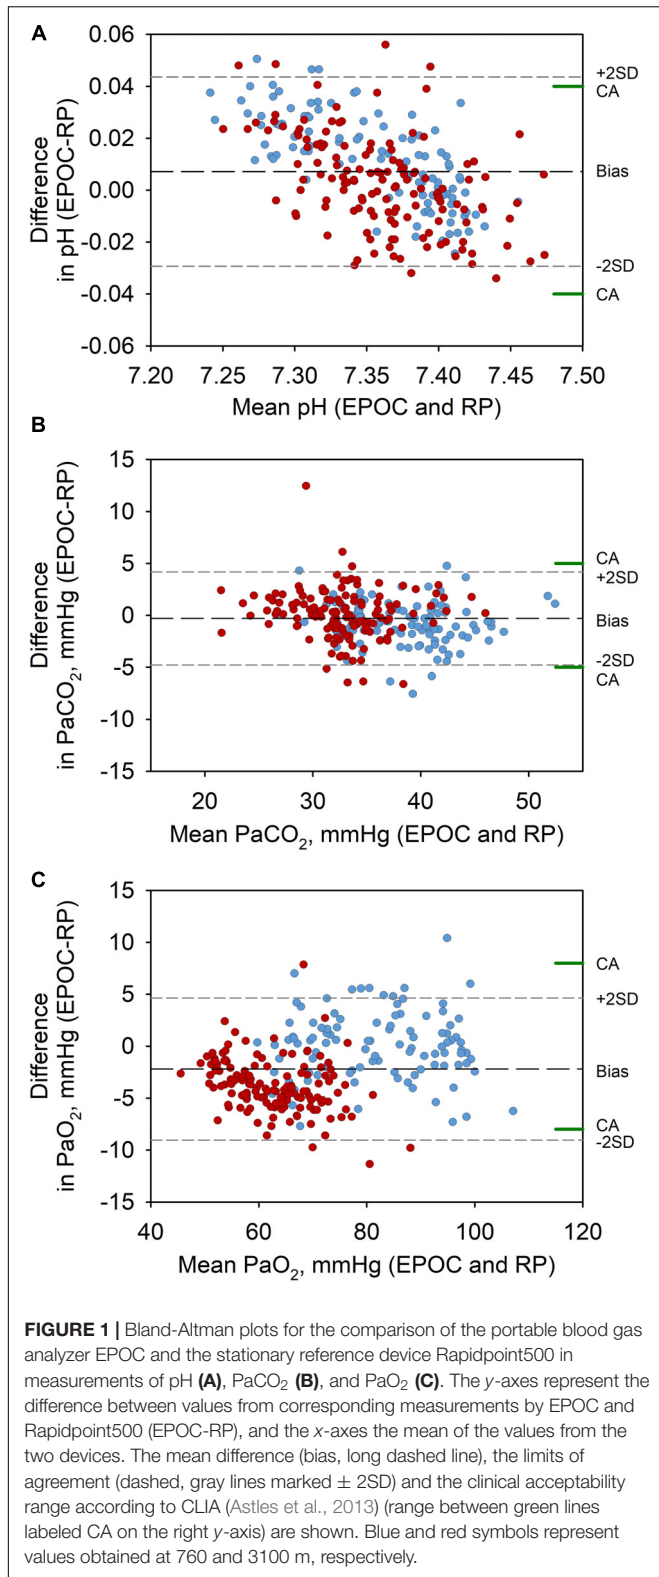 A
0.06
0.04
0.02
0.00
-0.02
-0.04
-0.06
Difference
in pH (EPOC-RP)
+2SD
CA
Bias
-2SD
CA
7.20 7.25 7.30 7.35 7.40 7.45 7.50
Mean pH (EPOC and RP)
B
15
10
5
0
-5
-10
-15
Difference
in PaCO2, mmHg (EPOC-RP)
CA
+2SD
Bias
-2SD
CA
20 30 40 50
Mean PaCO2, mmHg (EPOC and RP)
C
15
10
5
0
-5
-10
-15
Difference
in PaO2, mmHg (EPOC-RP)
CA
+2SD
Bias
CA
-2SD
40 60 80 100 120
Mean PaO2, mmHg (EPOC and RP)
FIGURE 1 | Bland-Altman plots for the comparison of the portable blood gas
analyzer EPOC and the stationary reference device Rapidpoint500 in
measurements of pH (A), PaCO2 (B), and PaO2 (C). The y-axes represent the
difference between values from corresponding measurements by EPOC and
Rapidpoint500 (EPOC-RP), and the x-axes the mean of the values from the
two devices. The mean difference (bias, long dashed line), the limits of
agreement (dashed, gray lines marked ± 2SD) and the clinical acceptability
range according to CLIA (Astles et al., 2013) (range between green lines
labeled CA on the right y-axis) are shown. Blue and red symbols represent
values obtained at 760 and 3100 m, respectively.